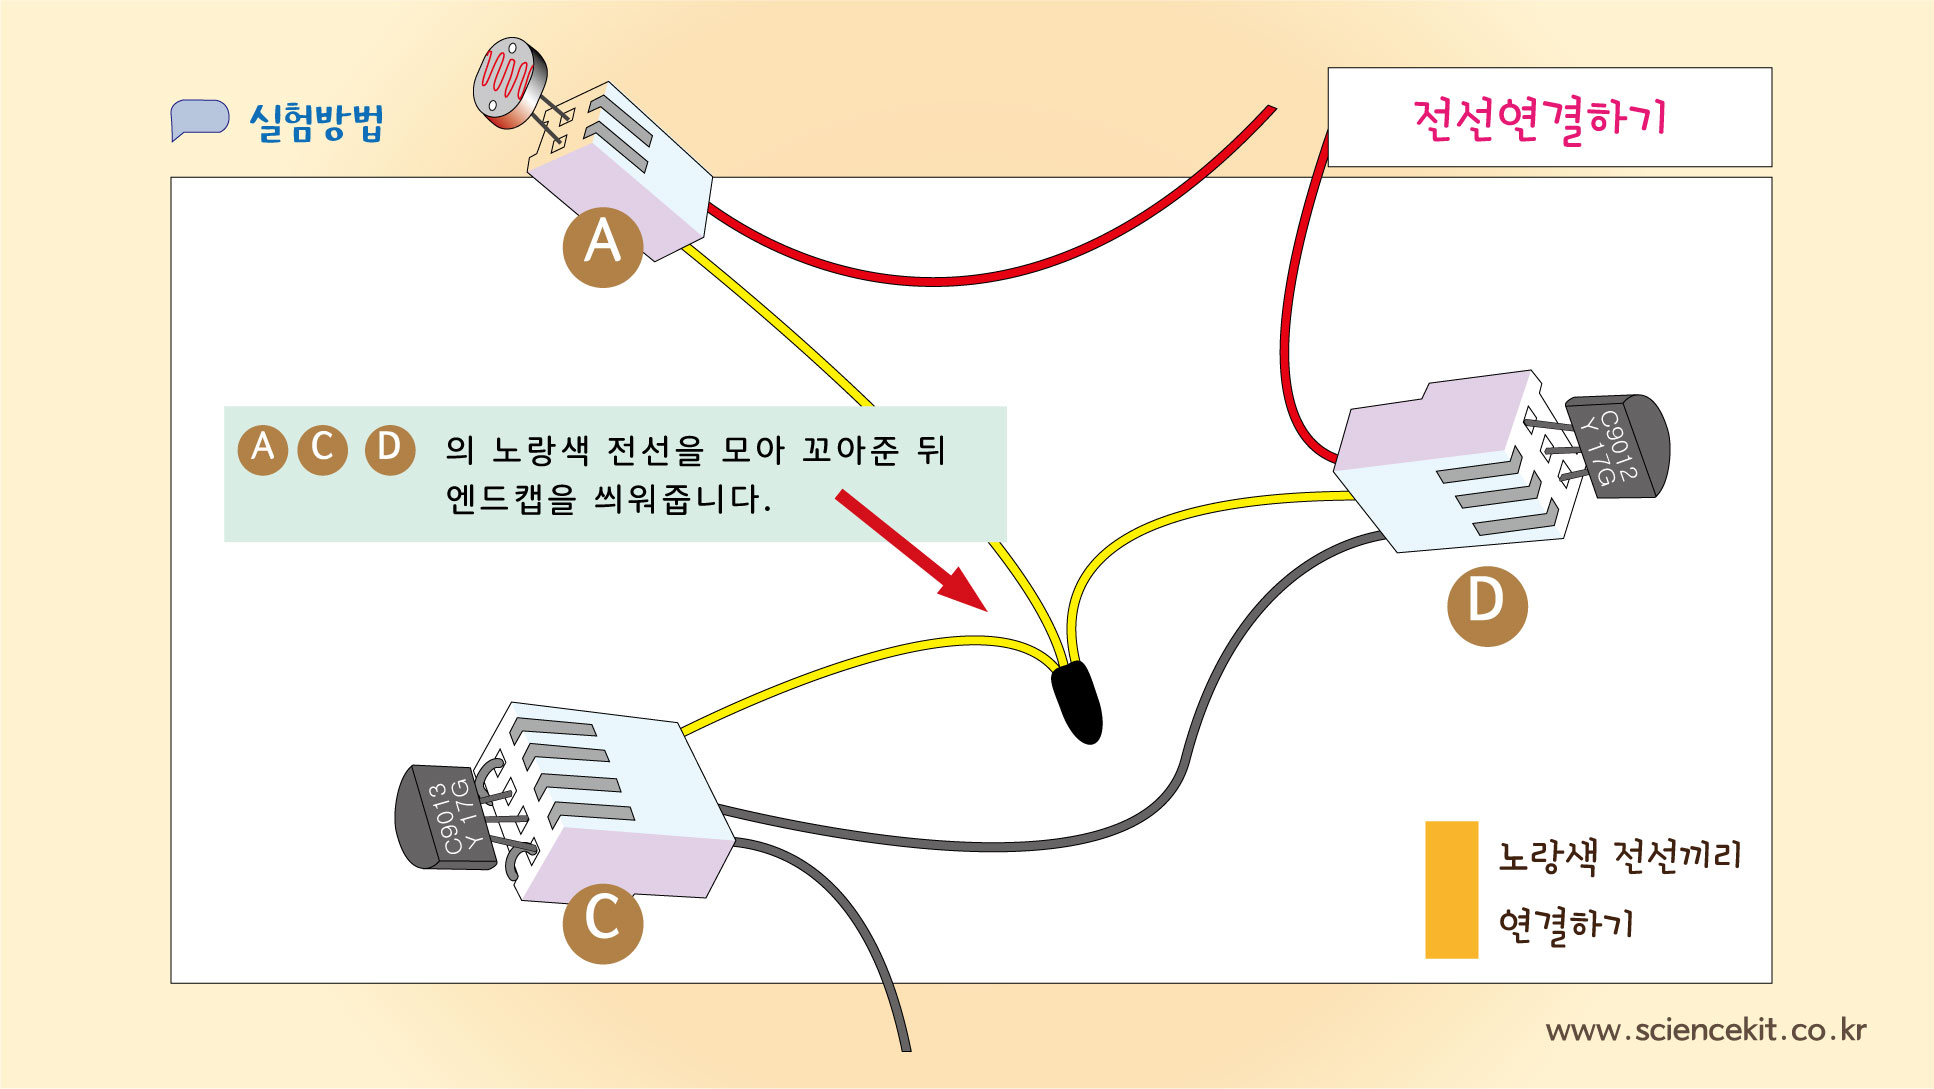 실험방법
전선연결하기
A
A C D 의 노랑색 전선을 모아 꼬아준 뒤
엔드캡을 씌워줍니다.
C9012
Y 17G
D
C9013
Y 17G
C
노랑색 전선끼리
연결하기
www.sciencekit.co.kr